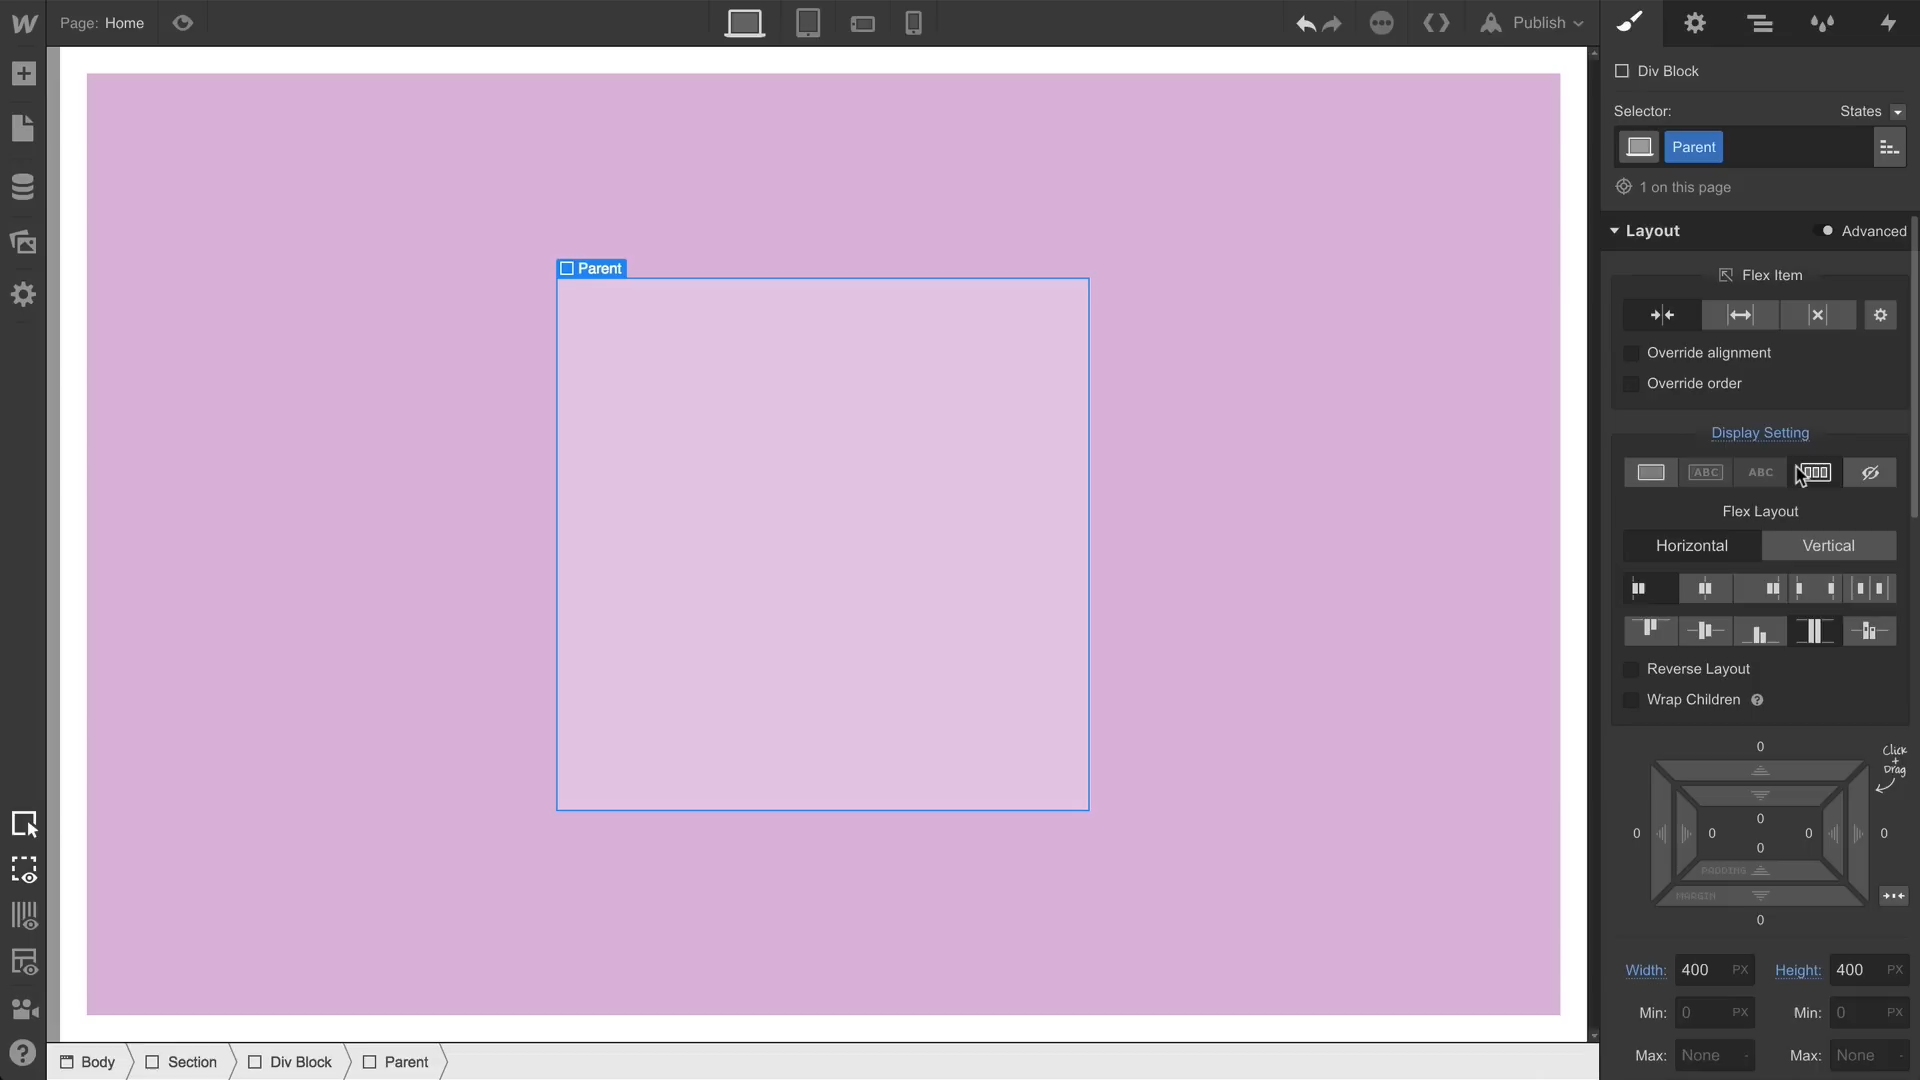 Page: Home
Publish
Div Block
Selector:
States
Parent
1 on this page
Layout
Advanced
Flex Item
Override alignment
Override order
Display Setting
ABC
ABC
Flex Layout
Horizontal
Vertical
Reverse Layout
Wrap Children
0
Click + Drag
0
0
0
0
0
0
PADDING
MARGIN
0
Width: 400 PX
Height: 400 PX
Min: 0 PX
Min: 0 PX
Max: None -
Max: None -
Parent
Body
Section
Div Block
Parent